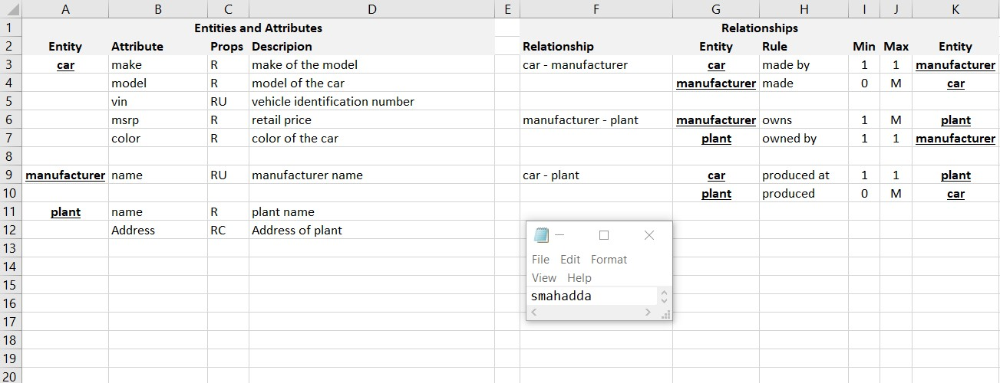 A B C D E F G H I J K
1 Entities and Attributes Relationships
2 Entity Attribute Props Descripion Relationship Entity Rule Min Max Entity
3 car make R make of the model car - manufacturer car made by 1 1 manufacturer
4 model R model of the car manufacturer made 0 M car
5 vin RU vehicle identification number
6 msrp R retail price manufacturer - plant manufacturer owns 1 M plant
7 color R color of the car plant owned by 1 1 manufacturer
8
9 manufacturer name RU manufacturer name car - plant car produced at 1 1 plant
10 plant produced 0 M car
11 plant name R plant name
12 Address RC Address of plant
13
File Edit Format
14
View Help
15
smahadda
16
17
18
19
20